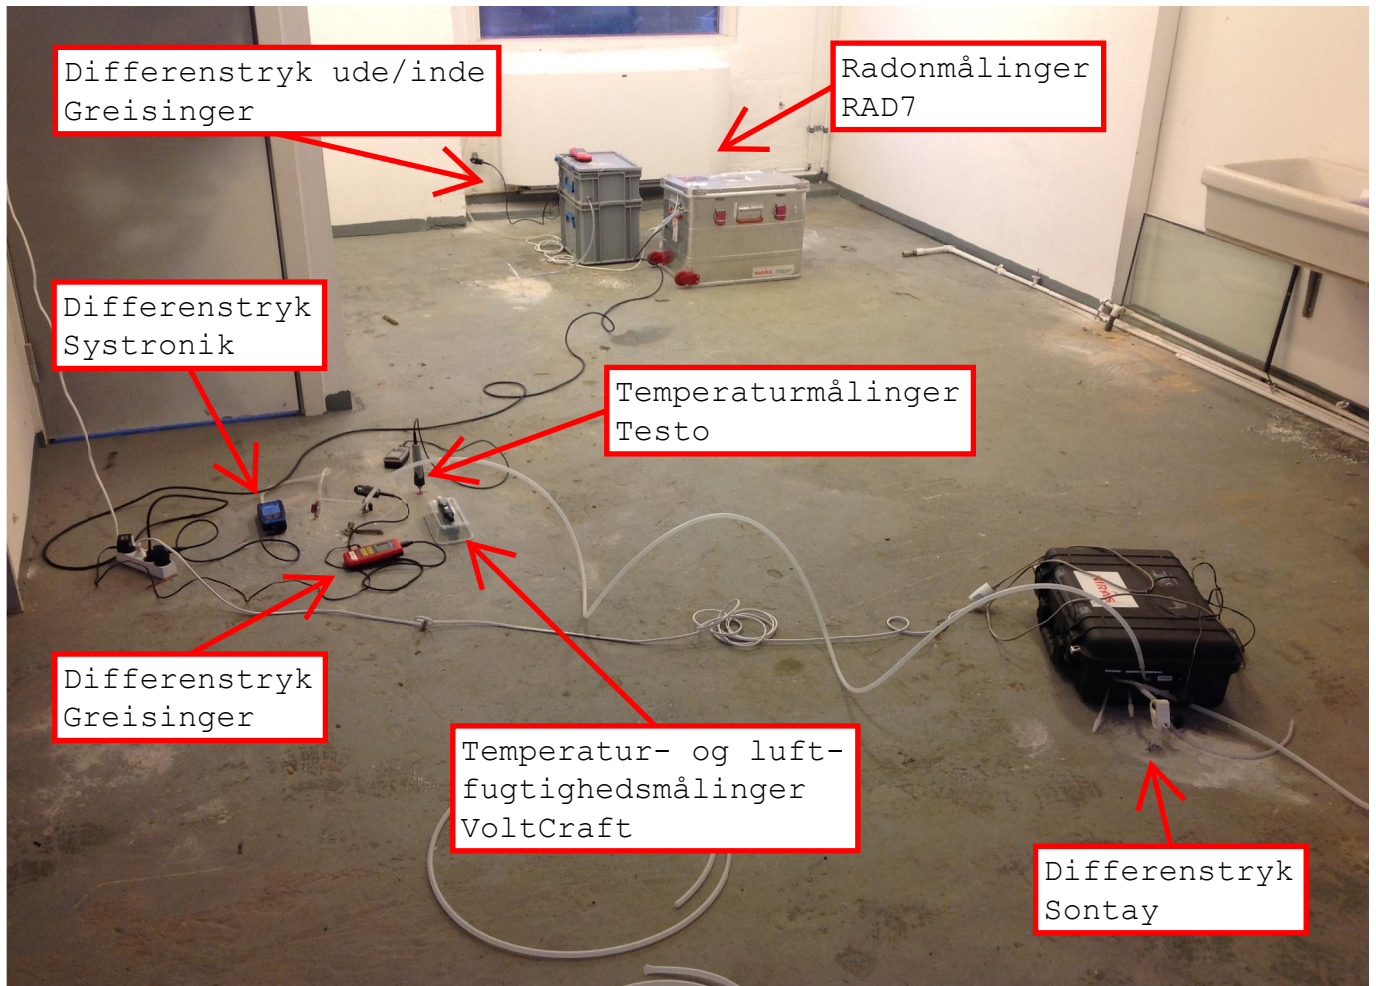 Differenstryk ude/inde
Greisinger
Radonmålinger
RAD7
Differenstryk
Systronik
Temperaturmålinger
Testo
Differenstryk
Greisinger
Temperatur- og luft-
fugtighedsmålinger
VoltCraft
Differenstryk
Sontay